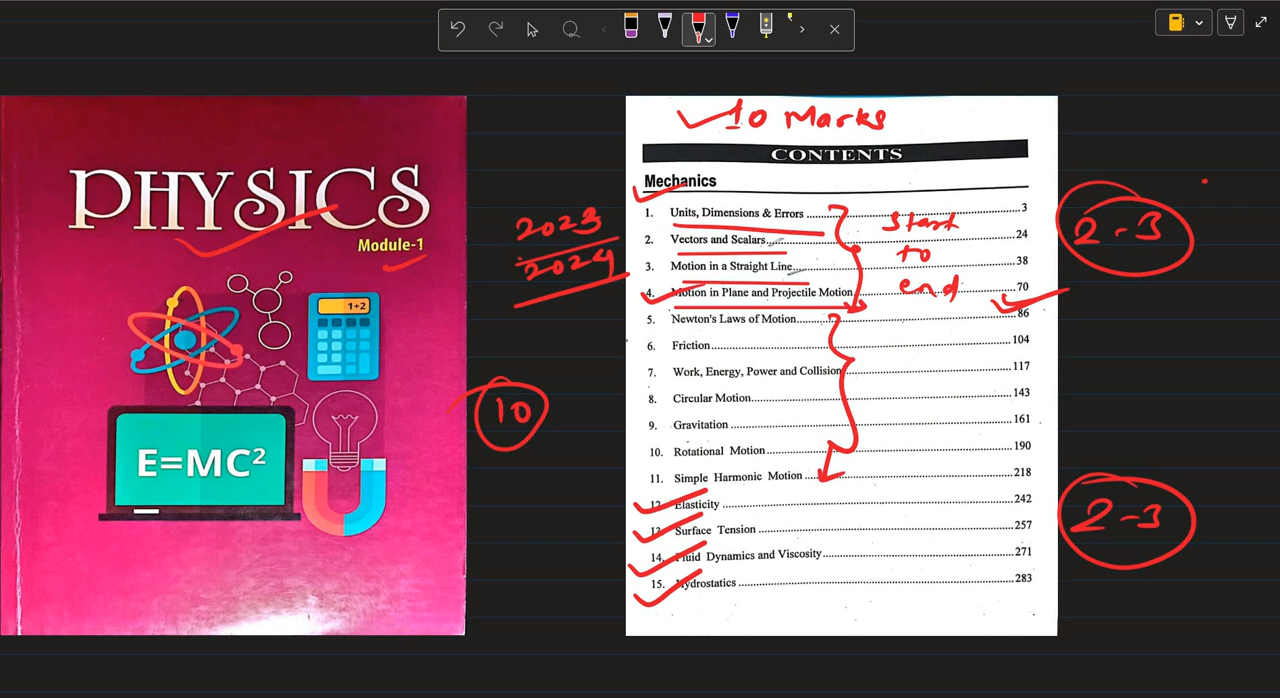 PHYSICS
Module-1
1+2
E=MC²
2023
2024
10
10 Marks
CONTENTS
Mechanics
1. Units, Dimensions & Errors ........ 3
2. Vectors and Scalars ........ 24
3. Motion in a Straight Line ........ 38
4. Motion in Plane and Projectile Motion ........ 70
5. Newton's Laws of Motion ........ 86
6. Friction ........ 104
7. Work, Energy, Power and Collision ........ 117
8. Circular Motion ........ 143
9. Gravitation ........ 161
10. Rotational Motion ........ 190
11. Simple Harmonic Motion ........ 218
12. Elasticity ........ 242
13. Surface Tension ........ 257
14. Fluid Dynamics and Viscosity ........ 271
15. Hydrostatics ........ 283
Start
to
end
2-3
2-3